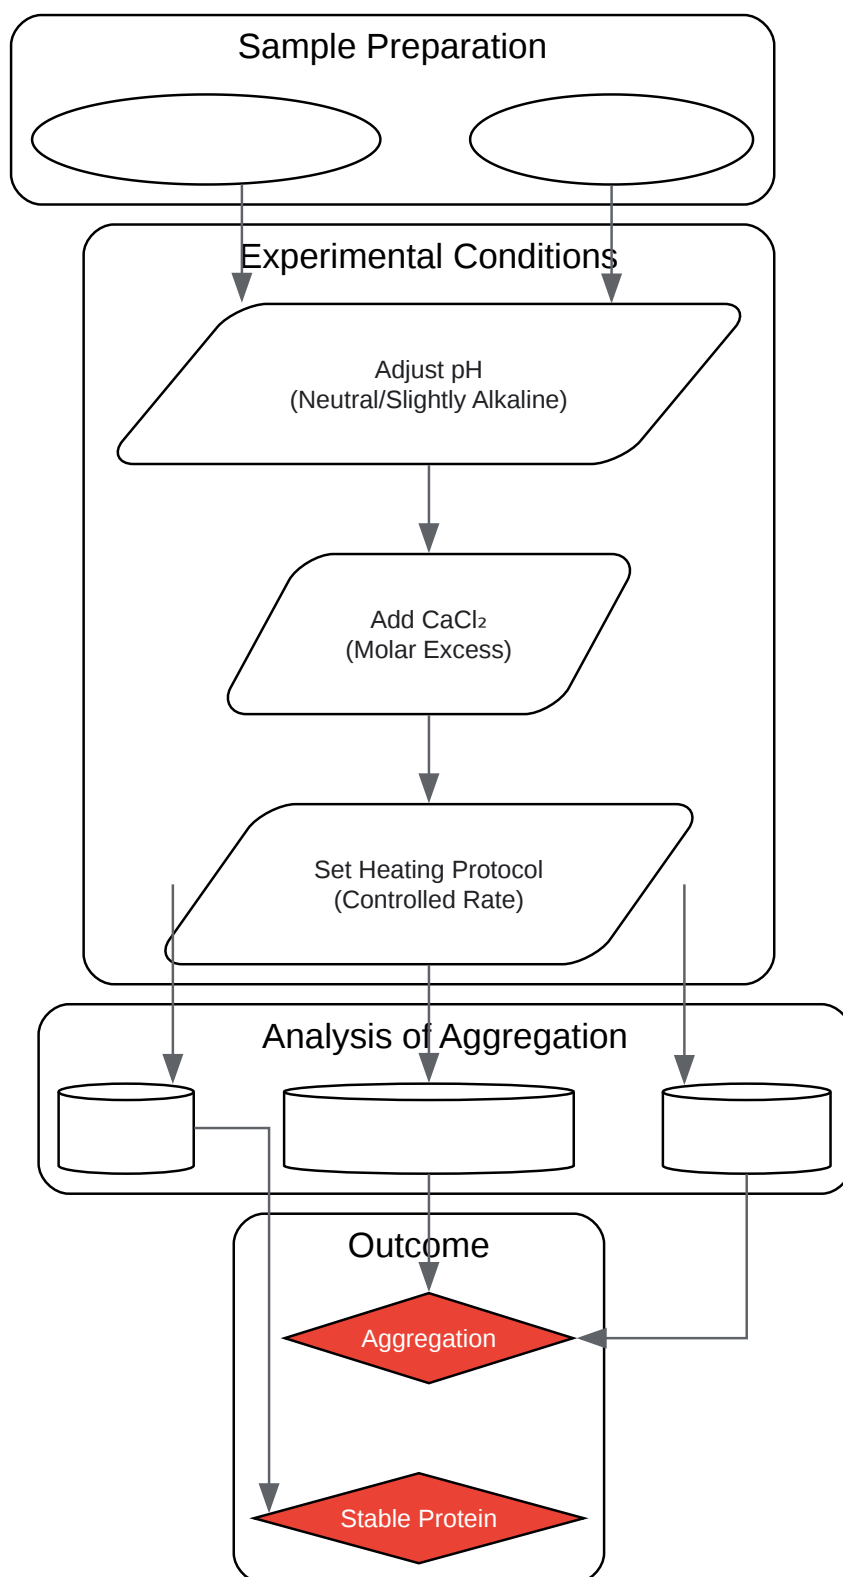 Sample Preparation
Experimental Conditions
Adjust pH
(Neutral/Slightly Alkaline)
Add CaCl₂
(Molar Excess)
Set Heating Protocol
(Controlled Rate)
Analysis of Aggregation
Outcome
Aggregation
Stable Protein